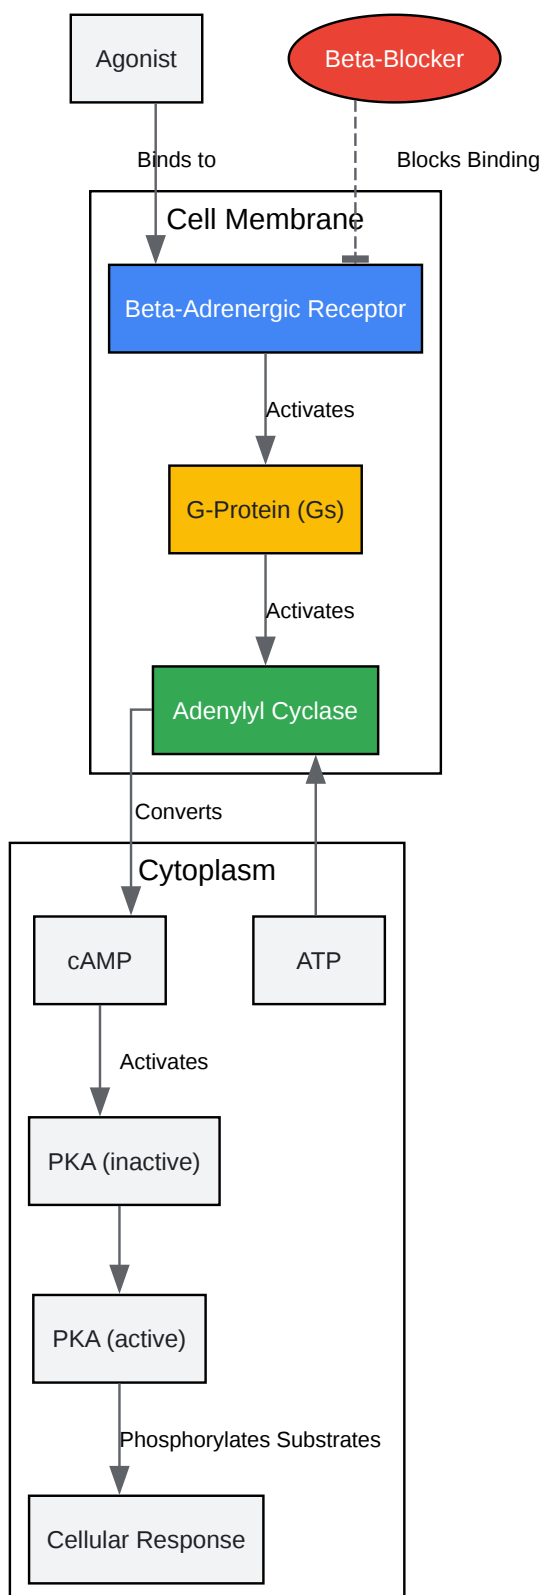 Agonist
Beta-Blocker
Binds to
Blocks Binding
Cell Membrane
Beta-Adrenergic Receptor
Activates
G-Protein (Gs)
Activates
Adenylyl Cyclase
Converts
Cytoplasm
cAMP
ATP
Activates
PKA (inactive)
PKA (active)
Phosphorylates Substrates
Cellular Response